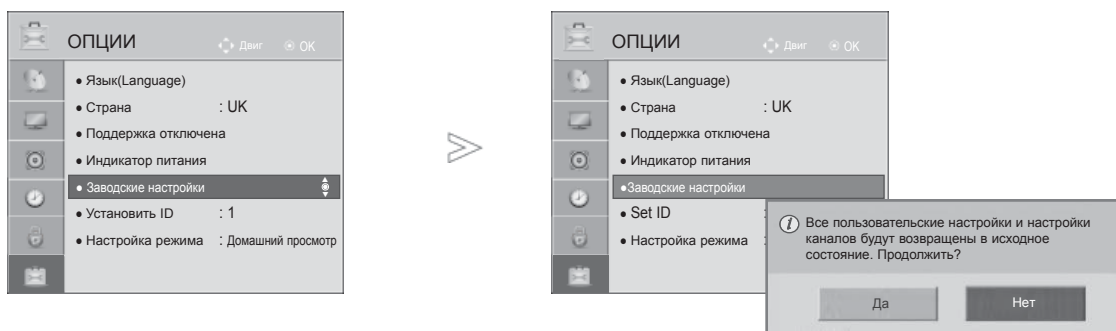 ОПЦИИ
Двиг OK
● Язык(Language)
● Страна : UK
● Поддержка отключена
● Индикатор питания
● Заводские настройки
● Установить ID : 1
● Настройка режима : Домашний просмотр
ОПЦИИ
Двиг OK
● Язык(Language)
● Страна : UK
● Поддержка отключена
● Индикатор питания
●Заводские настройки
● Set ID :
● Настройка режима :
Все пользовательские настройки и настройки
каналов будут возвращены в исходное
состояние. Продолжить?
Да Нет